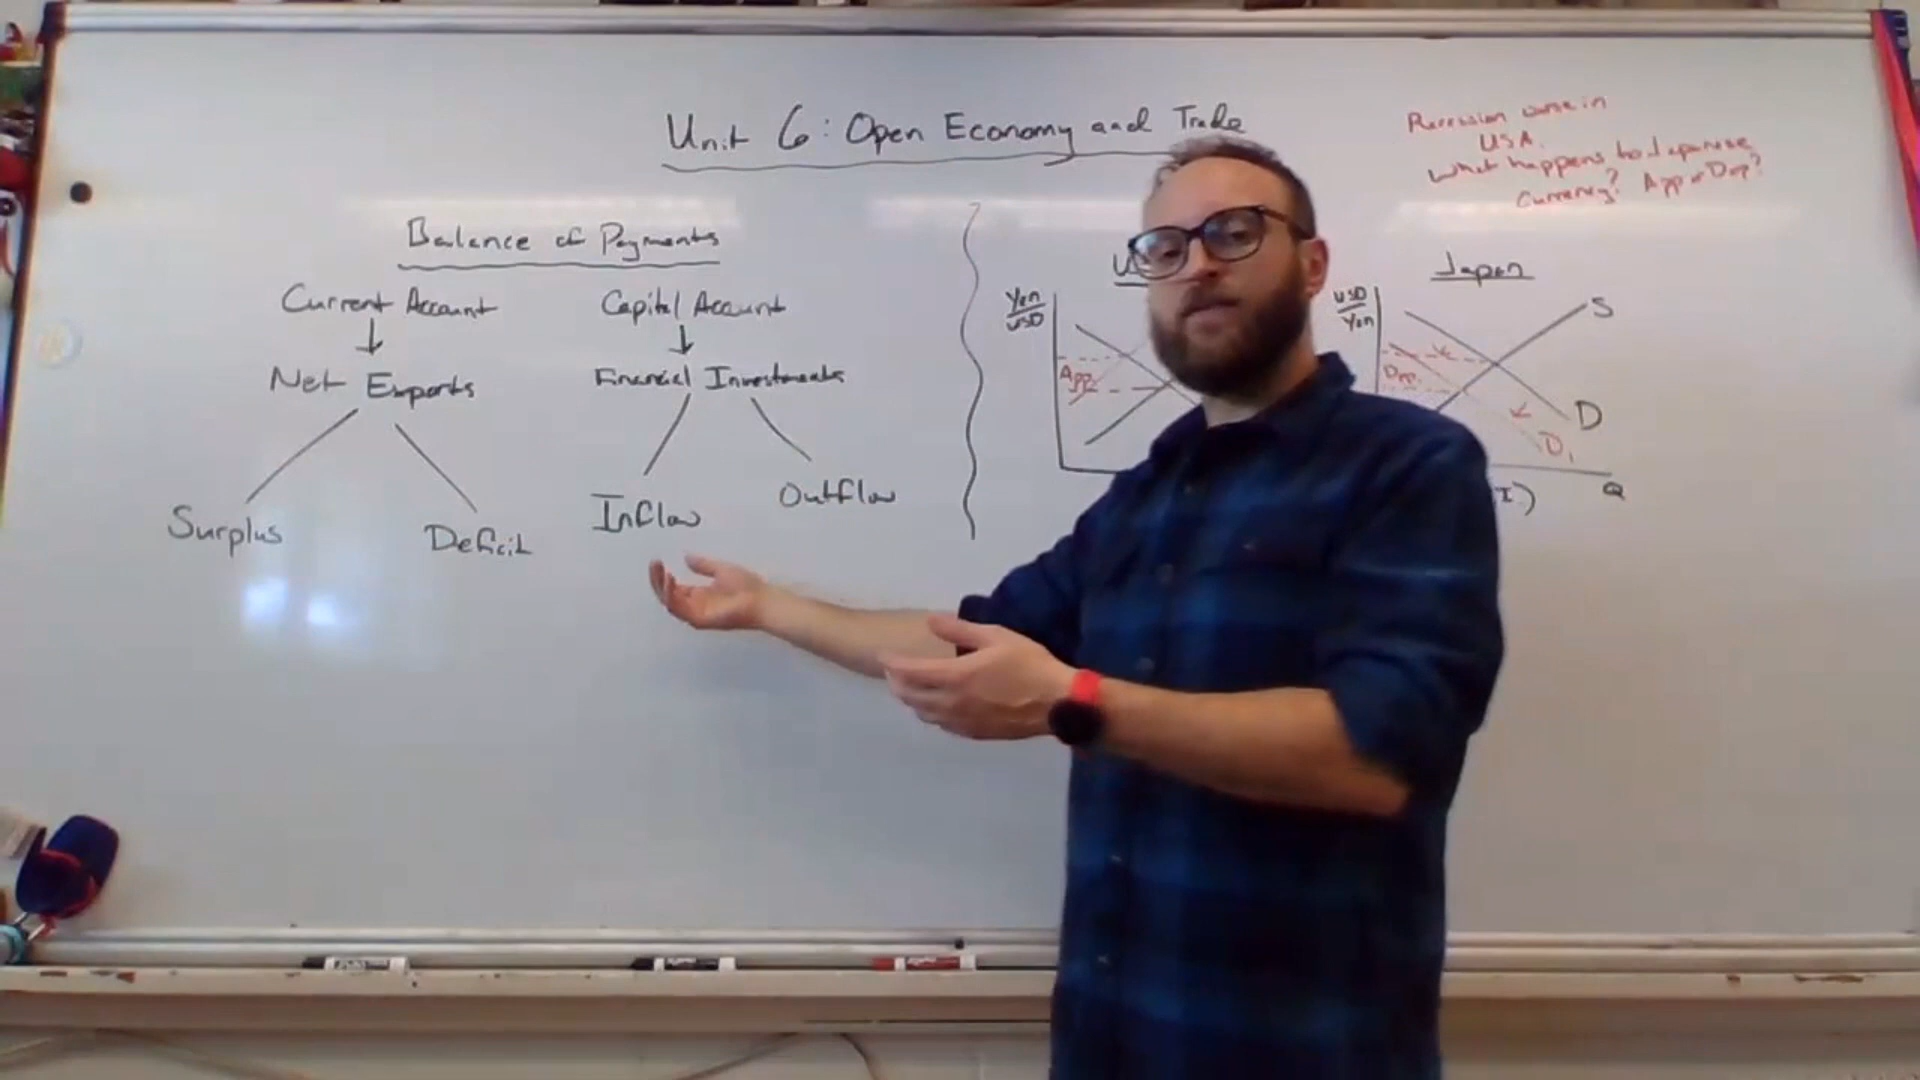 Unit 6: Open Economy and Trade
Recession worse in
USA.
What happens to Japanese
Currency? App or Dep?
Balance of Payments
Current Account
Capital Account
Net Exports
Financial Investments
Surplus
Deficit
Inflow
Outflow
U
Yen
USD
App.
Japan
USD
Yen
Dep.
S
D
D1
Q